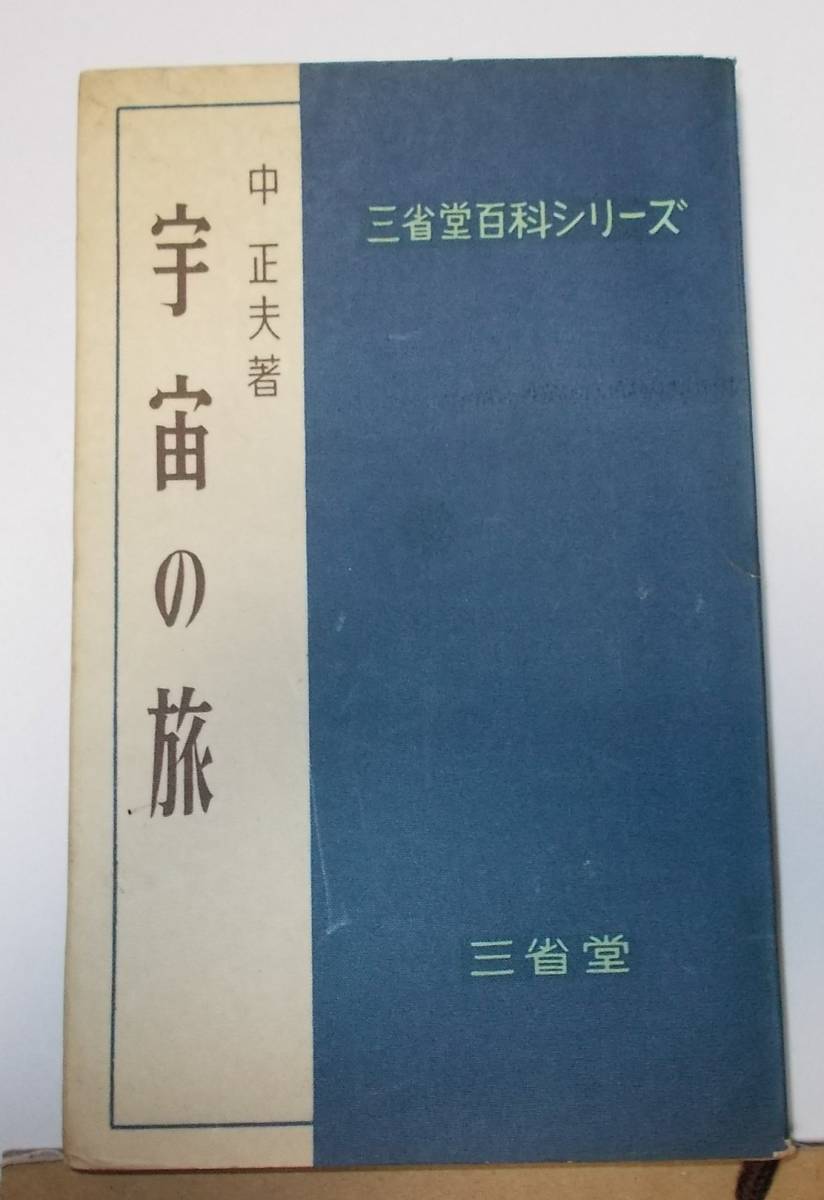 三省堂百科シリーズ
中正夫著
宇宙の旅
三省堂